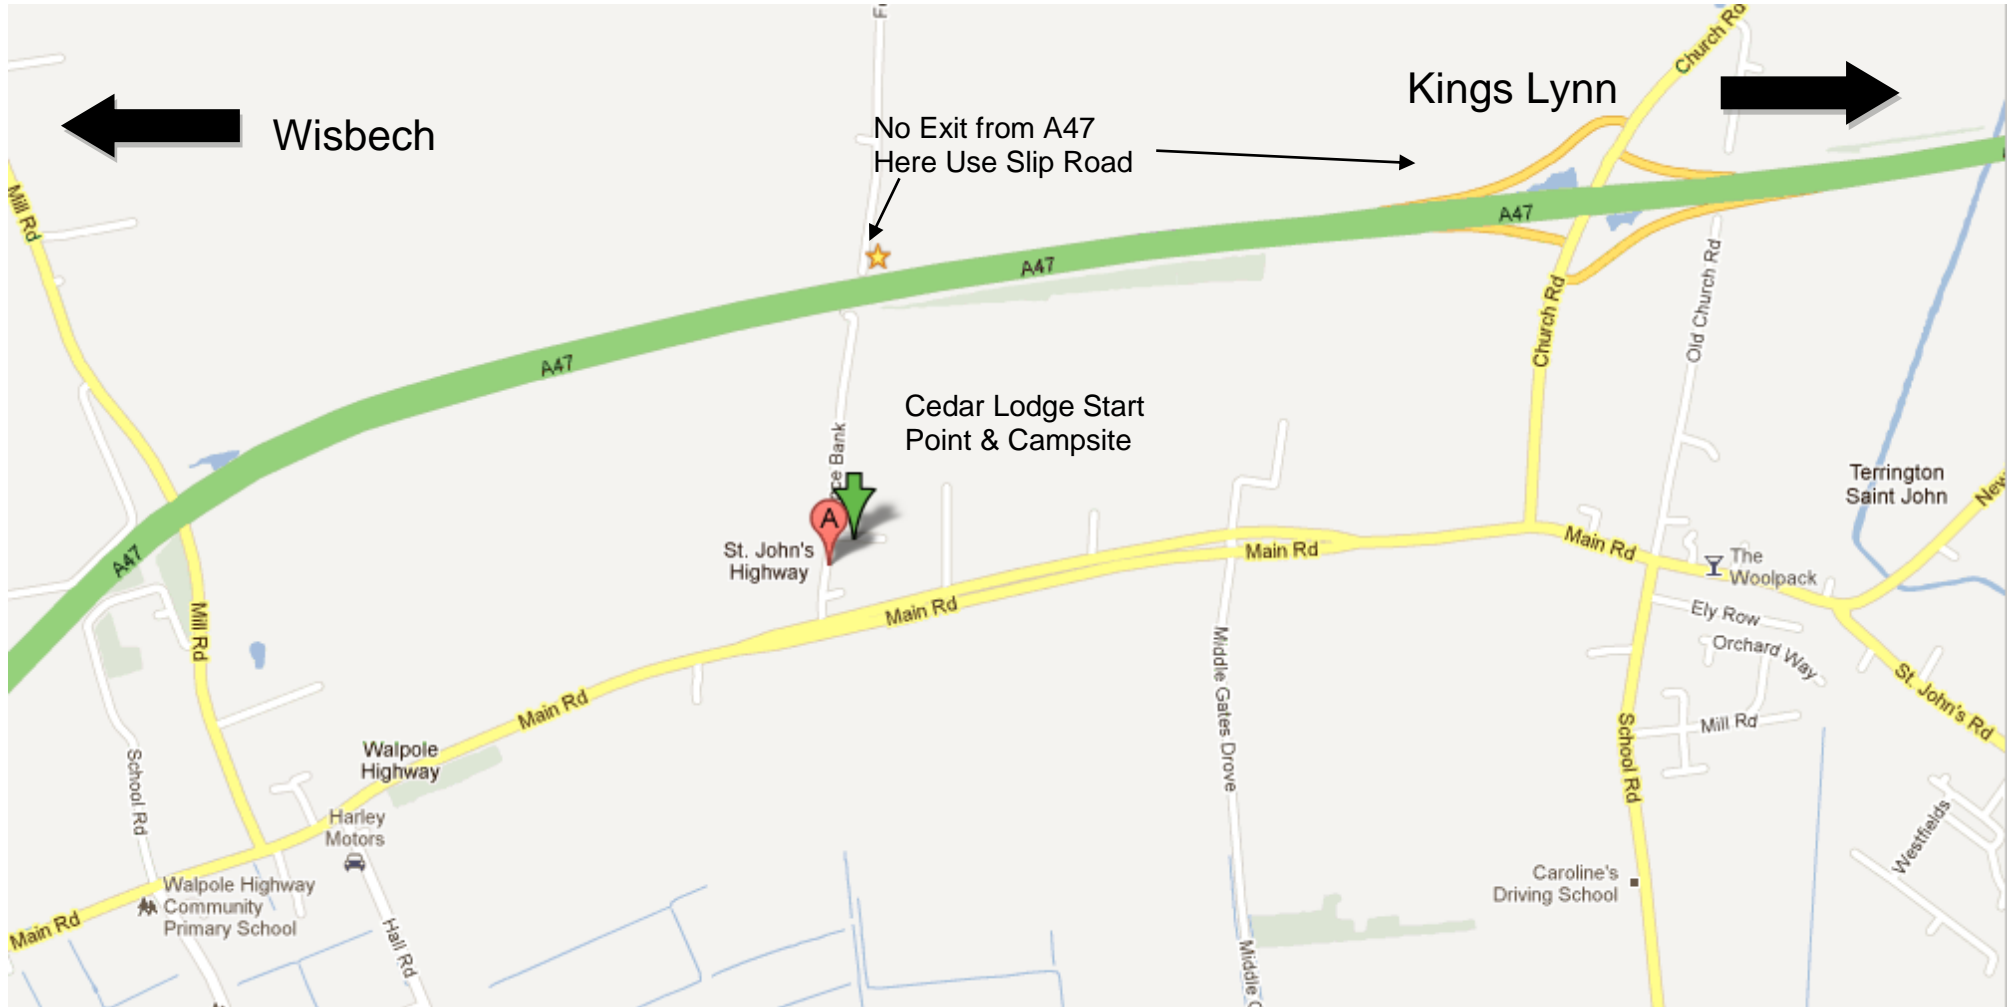 Church Rd
Kings Lynn
Wisbech
No Exit from A47
Here Use Slip Road
Mill Rd
A47
A47
A47
A47
Church Rd
Old Church Rd
Cedar Lodge Start
Point & Campsite
A
St. John's
Highway
Terrington
Saint John
Main Rd
Main Rd
Main Rd
The
Woolpack
Ely Row
Orchard Way
St. John's Rd
Mill Rd
Mill Rd
Middle Gates Drove
School Rd
Main Rd
Walpole
Highway
School Rd
Harley
Motors
Westfields
Caroline's
Driving School
Walpole Highway
Community
Primary School
Main Rd
Hall Rd
Middle